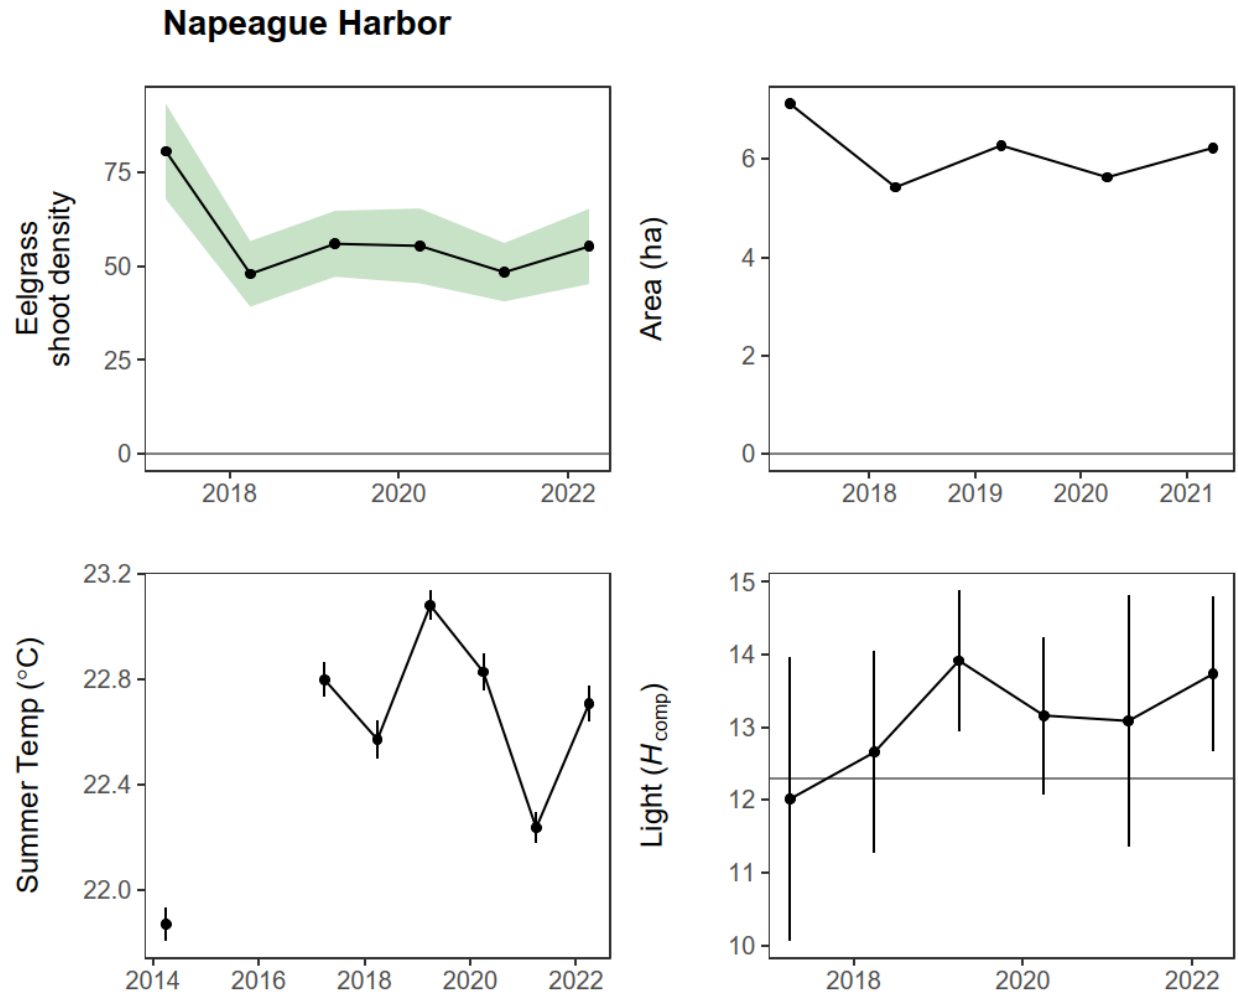 Napeague Harbor
Eelgrass
shoot density
75
50
25
0
2018 2020 2022
Area (ha)
6
4
2
0
2018 2019 2020 2021
Summer Temp (°C)
23.2
22.8
22.4
22.0
2014 2016 2018 2020 2022
Light (Hcomp)
15
14
13
12
11
10
2018 2020 2022